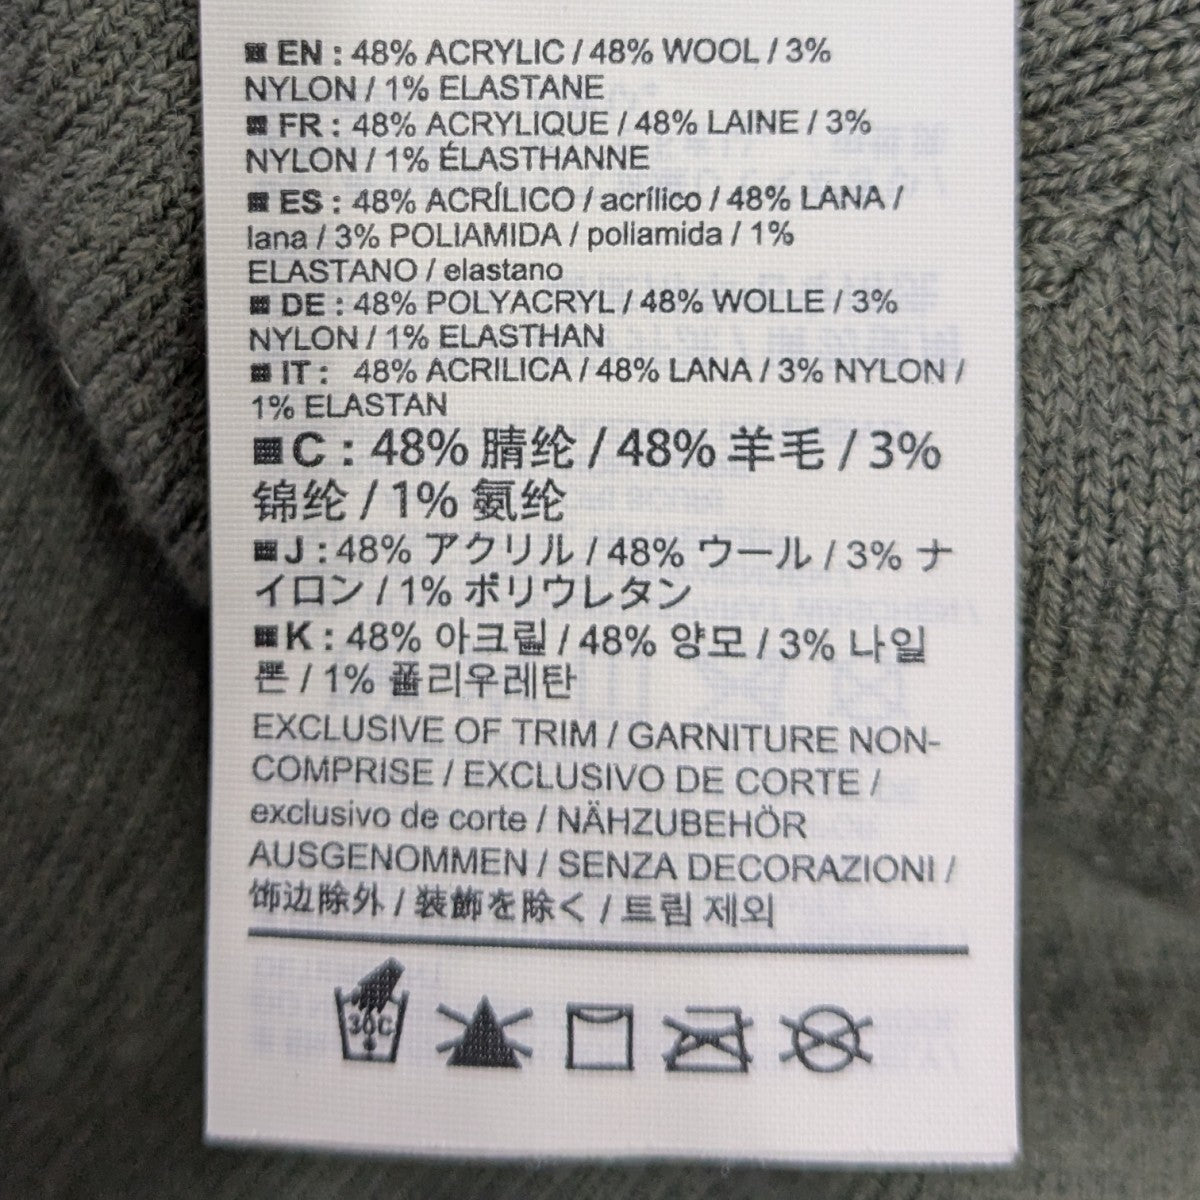 EN : 48% ACRYLIC / 48% WOOL / 3%
NYLON / 1% ELASTANE
FR : 48% ACRYLIQUE / 48% LAINE / 3%
NYLON / 1% ÉLASTHANNE
ES : 48% ACRÍLICO / acrílico / 48% LANA /
lana / 3% POLIAMIDA / poliamida / 1%
ELASTANO / elastano
DE : 48% POLYACRYL / 48% WOLLE / 3%
NYLON / 1% ELASTHAN
IT : 48% ACRILICA / 48% LANA / 3% NYLON /
1% ELASTAN
C : 48% 腈纶 / 48% 羊毛 / 3%
锦纶 / 1% 氨纶
J : 48% アクリル / 48% ウール / 3% ナ
イロン / 1% ポリウレタン
K : 48% 아크릴 / 48% 양모 / 3% 나일
론 / 1% 폴리우레탄
EXCLUSIVE OF TRIM / GARNITURE NON-
COMPRISE / EXCLUSIVO DE CORTE /
exclusivo de corte / NÄHZUBEHÖR
AUSGENOMMEN / SENZA DECORAZIONI /
饰边除外 / 装飾を除く / 트림 제외
30C